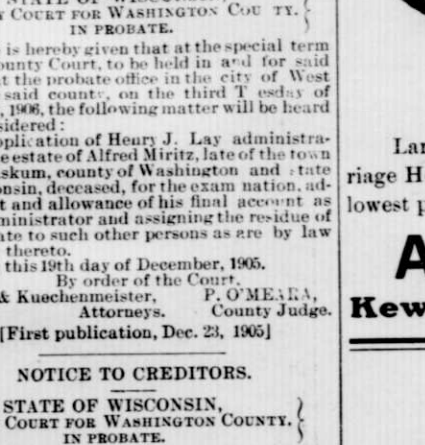 STATE OF WISCONSIN,
COURT FOR WASHINGTON COU TY.
IN PROBATE.
is hereby given that at the special term
ounty Court, to be held in a d for said
t the probate office in the city of West
said county, on the third T esday of
, 1906, the following matter will be heard
sidered:
plication of Henry J. Lay administra-
e estate of Alfred Miritz, late of the town
skum, county of Washington and state
onsin, deceased, for the exam nation, ad-
t and allowance of his final account as
ministrator and assigning the residue of
ate to such other persons as are by law
thereto.
this 19th day of December, 1905.
By order of the Court.
& Kuechenmeister, P. O'MEARA,
Attorneys. County Judge.
[First publication, Dec. 23, 1905]
NOTICE TO CREDITORS.
STATE OF WISCONSIN,
COURT FOR WASHINGTON COUNTY.
IN PROBATE.
Lar
riage H
lowest p
A
Kew